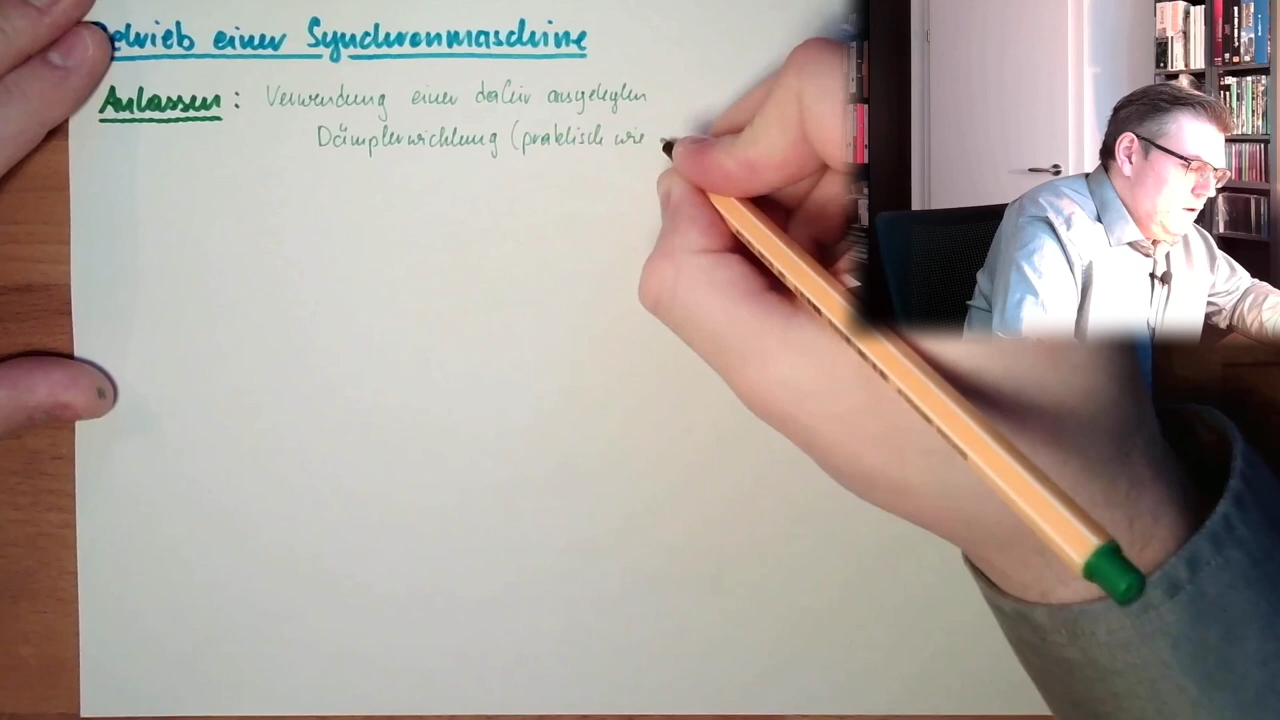 Betrieb einer Synchronmaschine
Anlassen: Verwendung einer dafür ausgelegten
Dämpferwicklung (praktisch wie